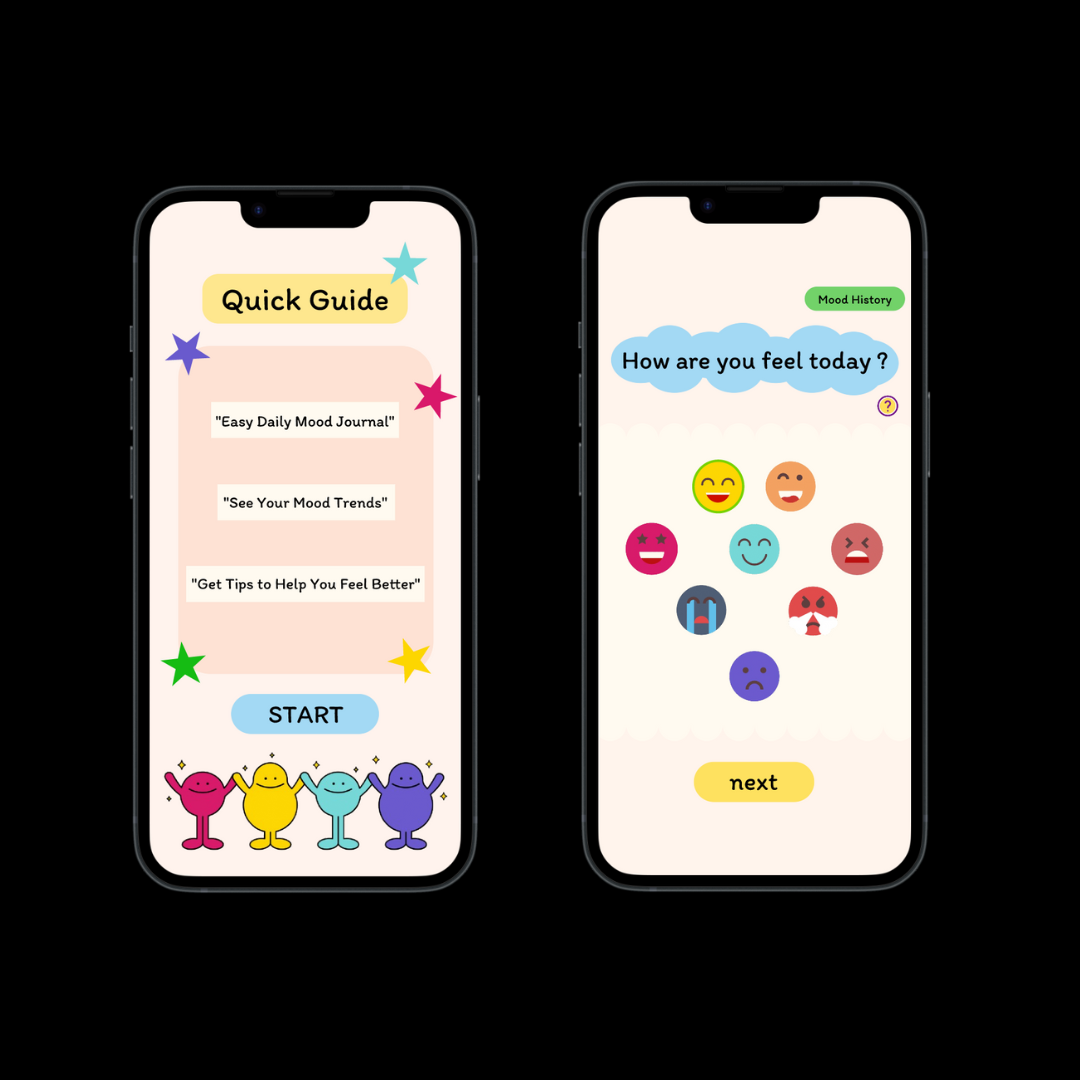 Quick Guide
"Easy Daily Mood Journal"
"See Your Mood Trends"
"Get Tips to Help You Feel Better"
START
Mood History
How are you feel today ?
?
next